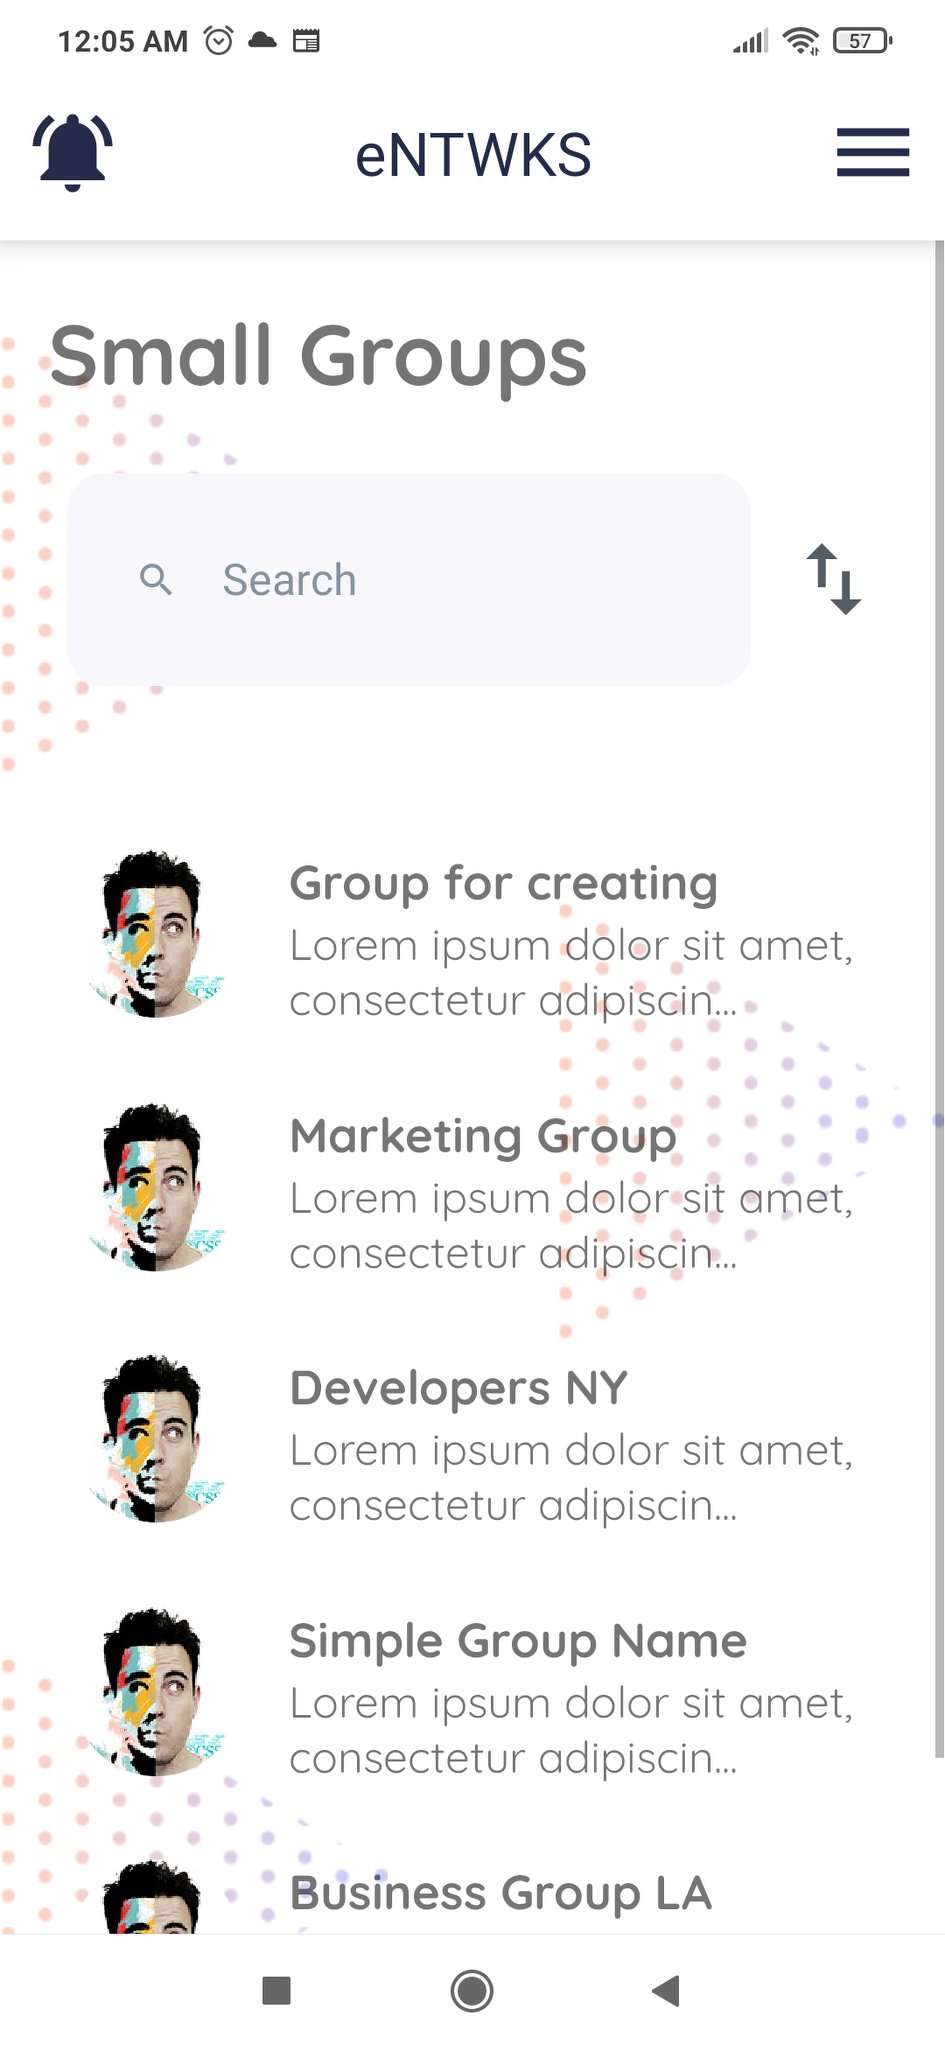 12:05 AM
57
eNTWKS
Small Groups
Search
Group for creating
Lorem ipsum dolor sit amet,
consectetur adipiscin...
Marketing Group
Lorem ipsum dolor sit amet,
consectetur adipiscin...
Developers NY
Lorem ipsum dolor sit amet,
consectetur adipiscin...
Simple Group Name
Lorem ipsum dolor sit amet,
consectetur adipiscin...
Business Group LA